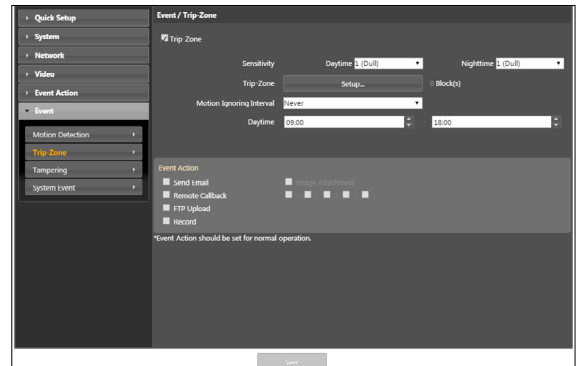 Quick Setup
System
Network
Video
Event Action
Event
Motion Detection
Trip-Zone
Tampering
System Event
Event / Trip-Zone
Trip Zone
Sensitivity Daytime 1 (Dull) Nighttime 1 (Dull)
Trip-Zone Setup... 0 Block(s)
Motion Ignoring Interval Never
Daytime 09:00 ~ 18:00
Event Action
Send Email Image Attachment
Remote Callback
FTP Upload
Record
*Event Action should be set for normal operation.
Save